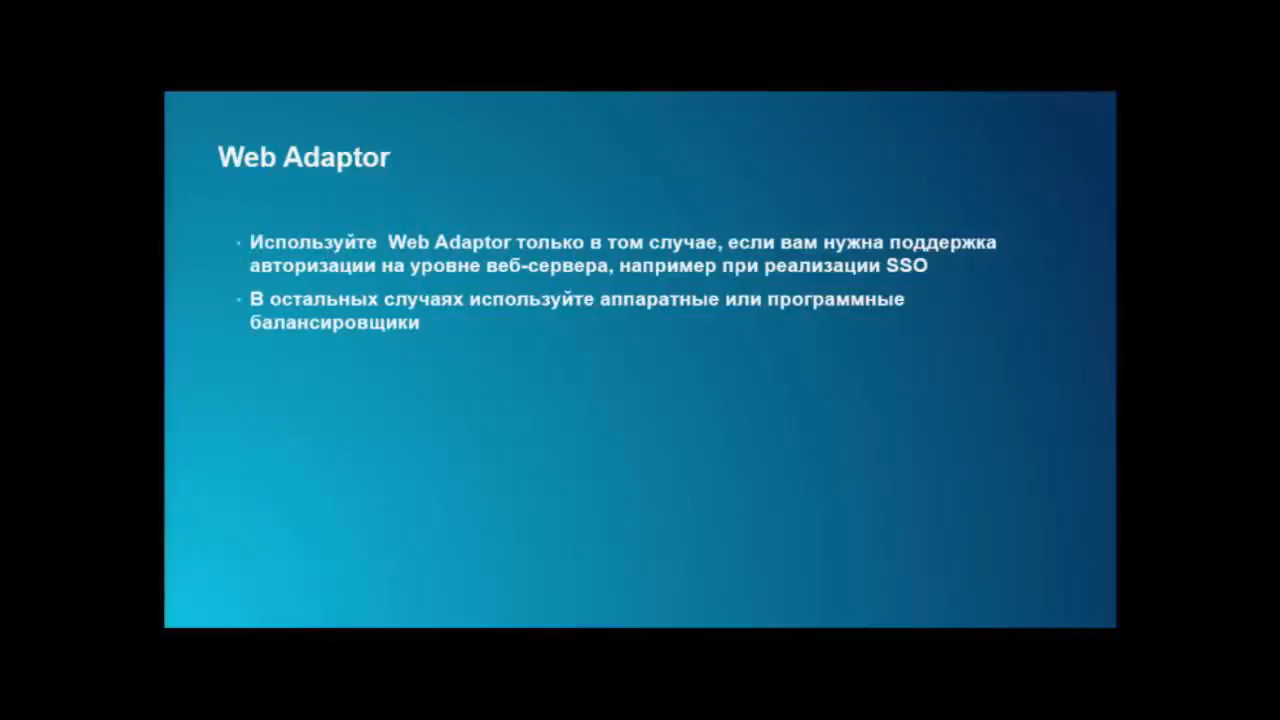 Web Adaptor
Используйте Web Adaptor только в том случае, если вам нужна поддержка
авторизации на уровне веб-сервера, например при реализации SSO
В остальных случаях используйте аппаратные или программные
балансировщики